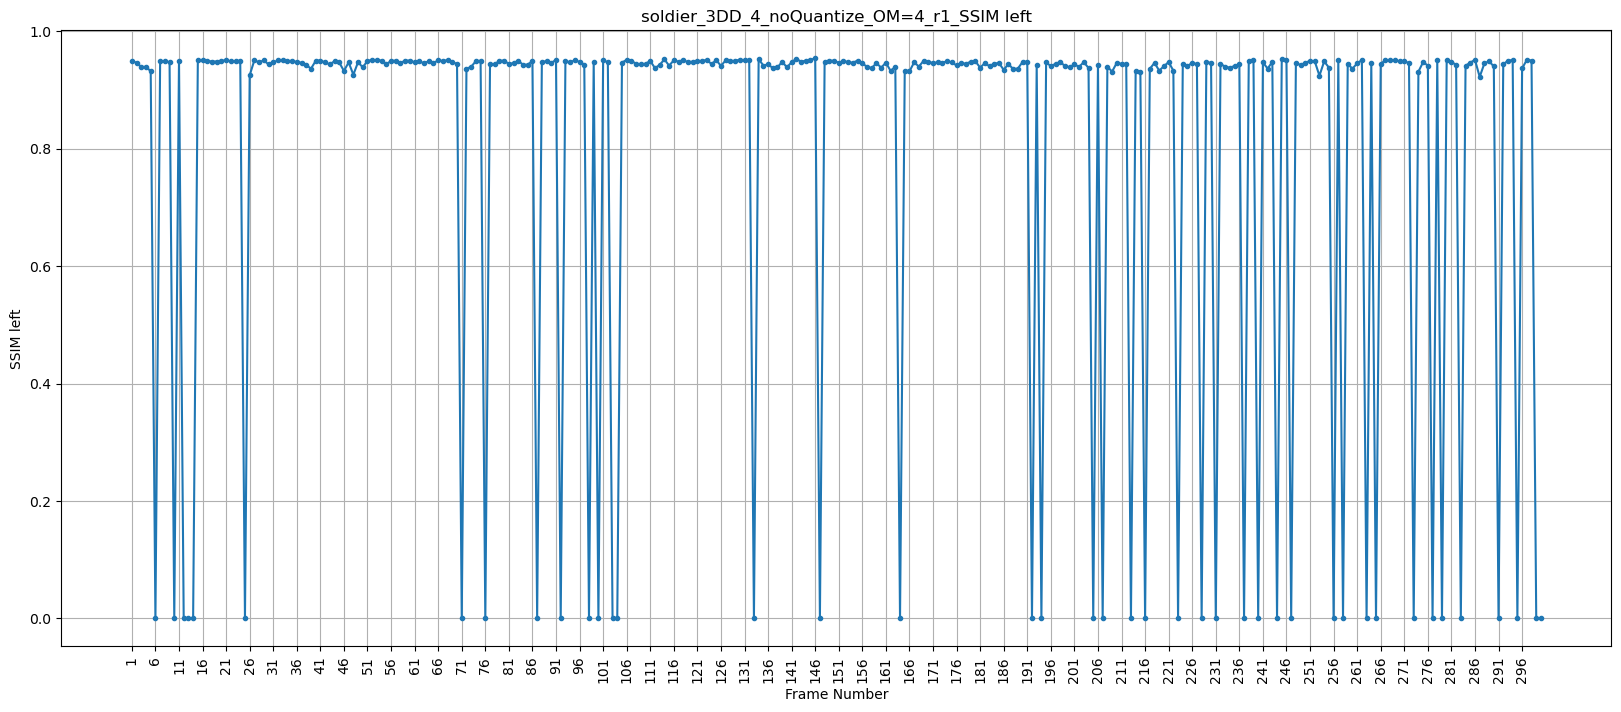 soldier_3DD_4_noQuantize_OM=4_r1_SSIM left
1.0
0.8
0.6
0.4
0.2
0.0
SSIM left
1 6 11 16 21 26 31 36 41 46 51 56 61 66 71 76 81 86 91 96 101 106 111 116 121 126 131 136 141 146 151 156 161 166 171 176 181 186 191 196 201 206 211 216 221 226 231 236 241 246 251 256 261 266 271 276 281 286 291 296
Frame Number